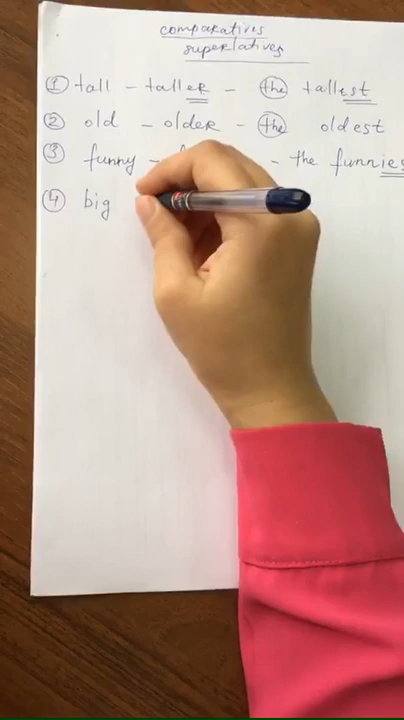 comparatives
superlatives
① tall - taller - the tallest
② old - older - the oldest
③ funny - - the funnies
④ big